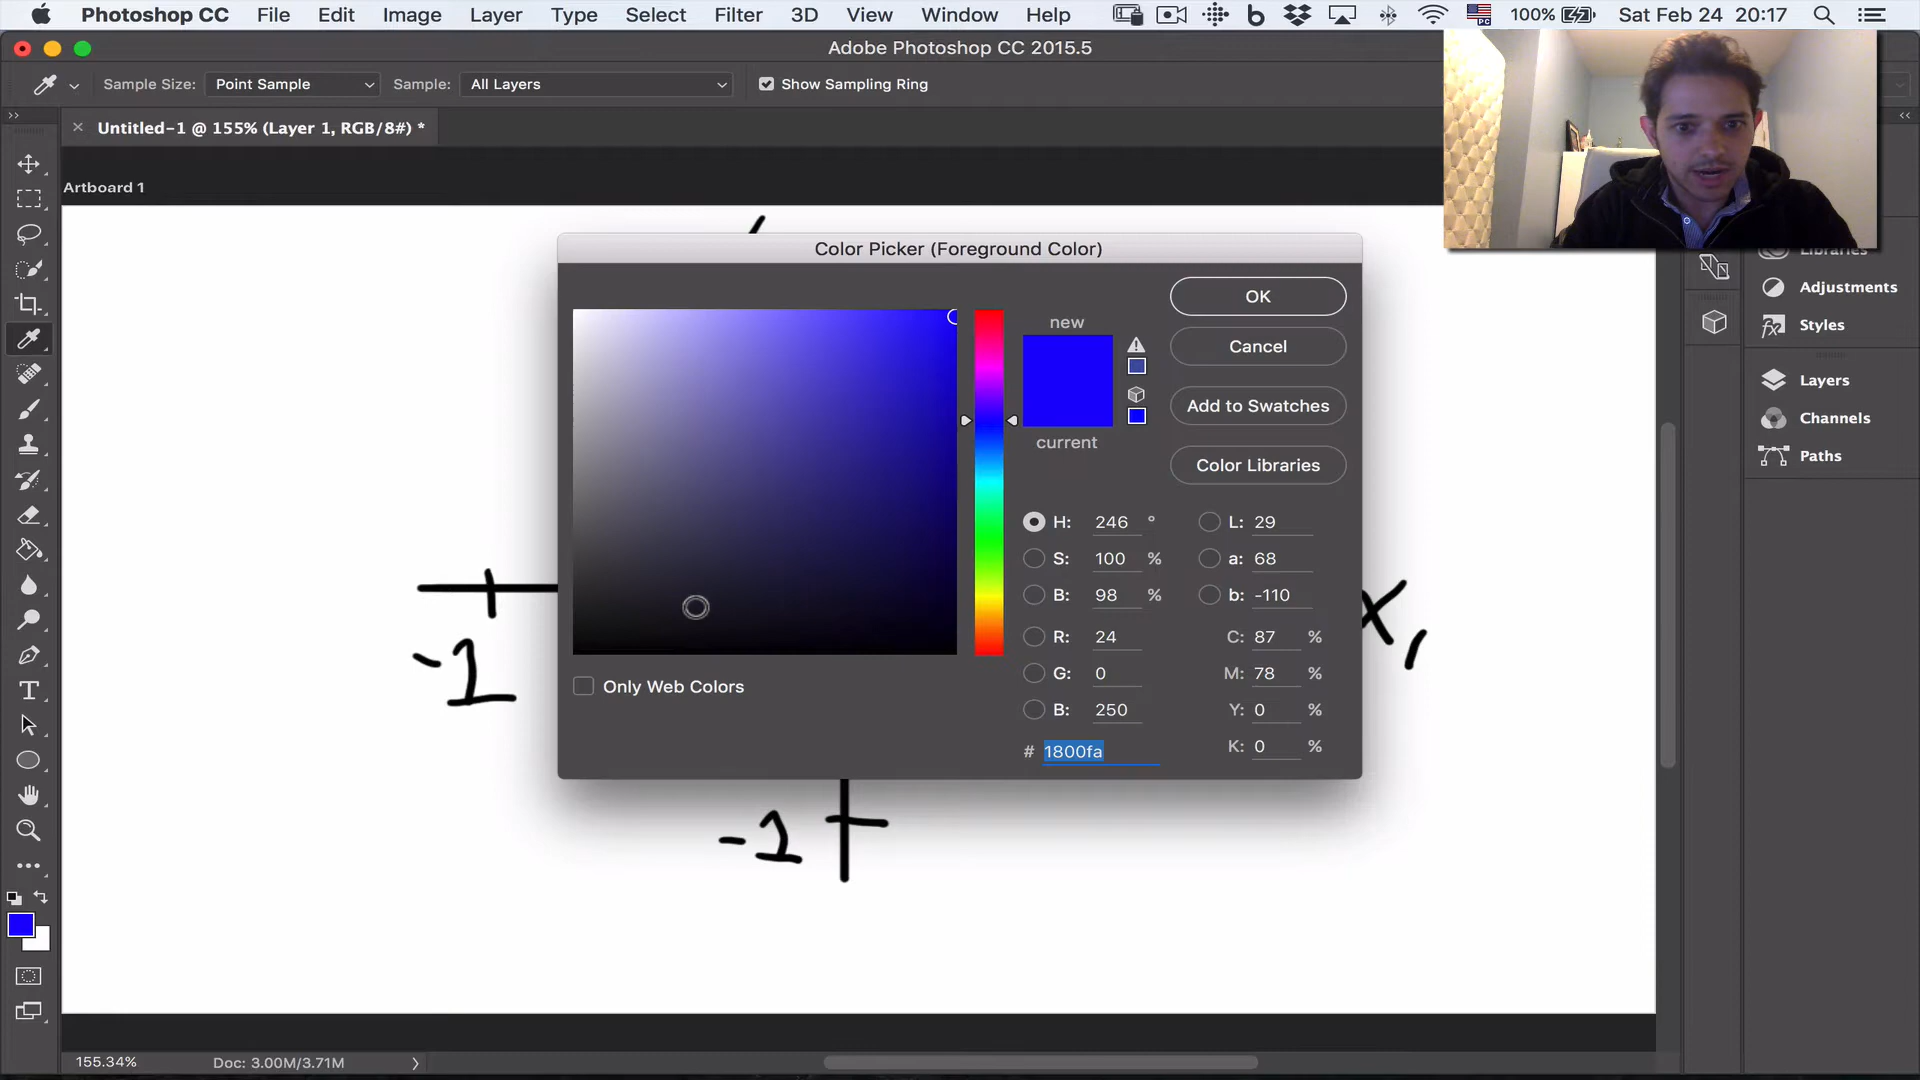 Photoshop CC File Edit Image Layer Type Select Filter 3D View Window Help 100% Sat Feb 24 20:17
Adobe Photoshop CC 2015.5
Sample Size: Point Sample Sample: All Layers Show Sampling Ring
Untitled-1 @ 155% (Layer 1, RGB/8#) *
Artboard 1
Color Picker (Foreground Color)
new
current
OK
Cancel
Add to Swatches
Color Libraries
H: 246 ° L: 29
S: 100 % a: 68
B: 98 % b: -110
R: 24 C: 87 %
G: 0 M: 78 %
B: 250 Y: 0 %
# 1800fa K: 0 %
Only Web Colors
Libraries
Adjustments
Styles
Layers
Channels
Paths
-1
x,
-1
155.34% Doc: 3.00M/3.71M